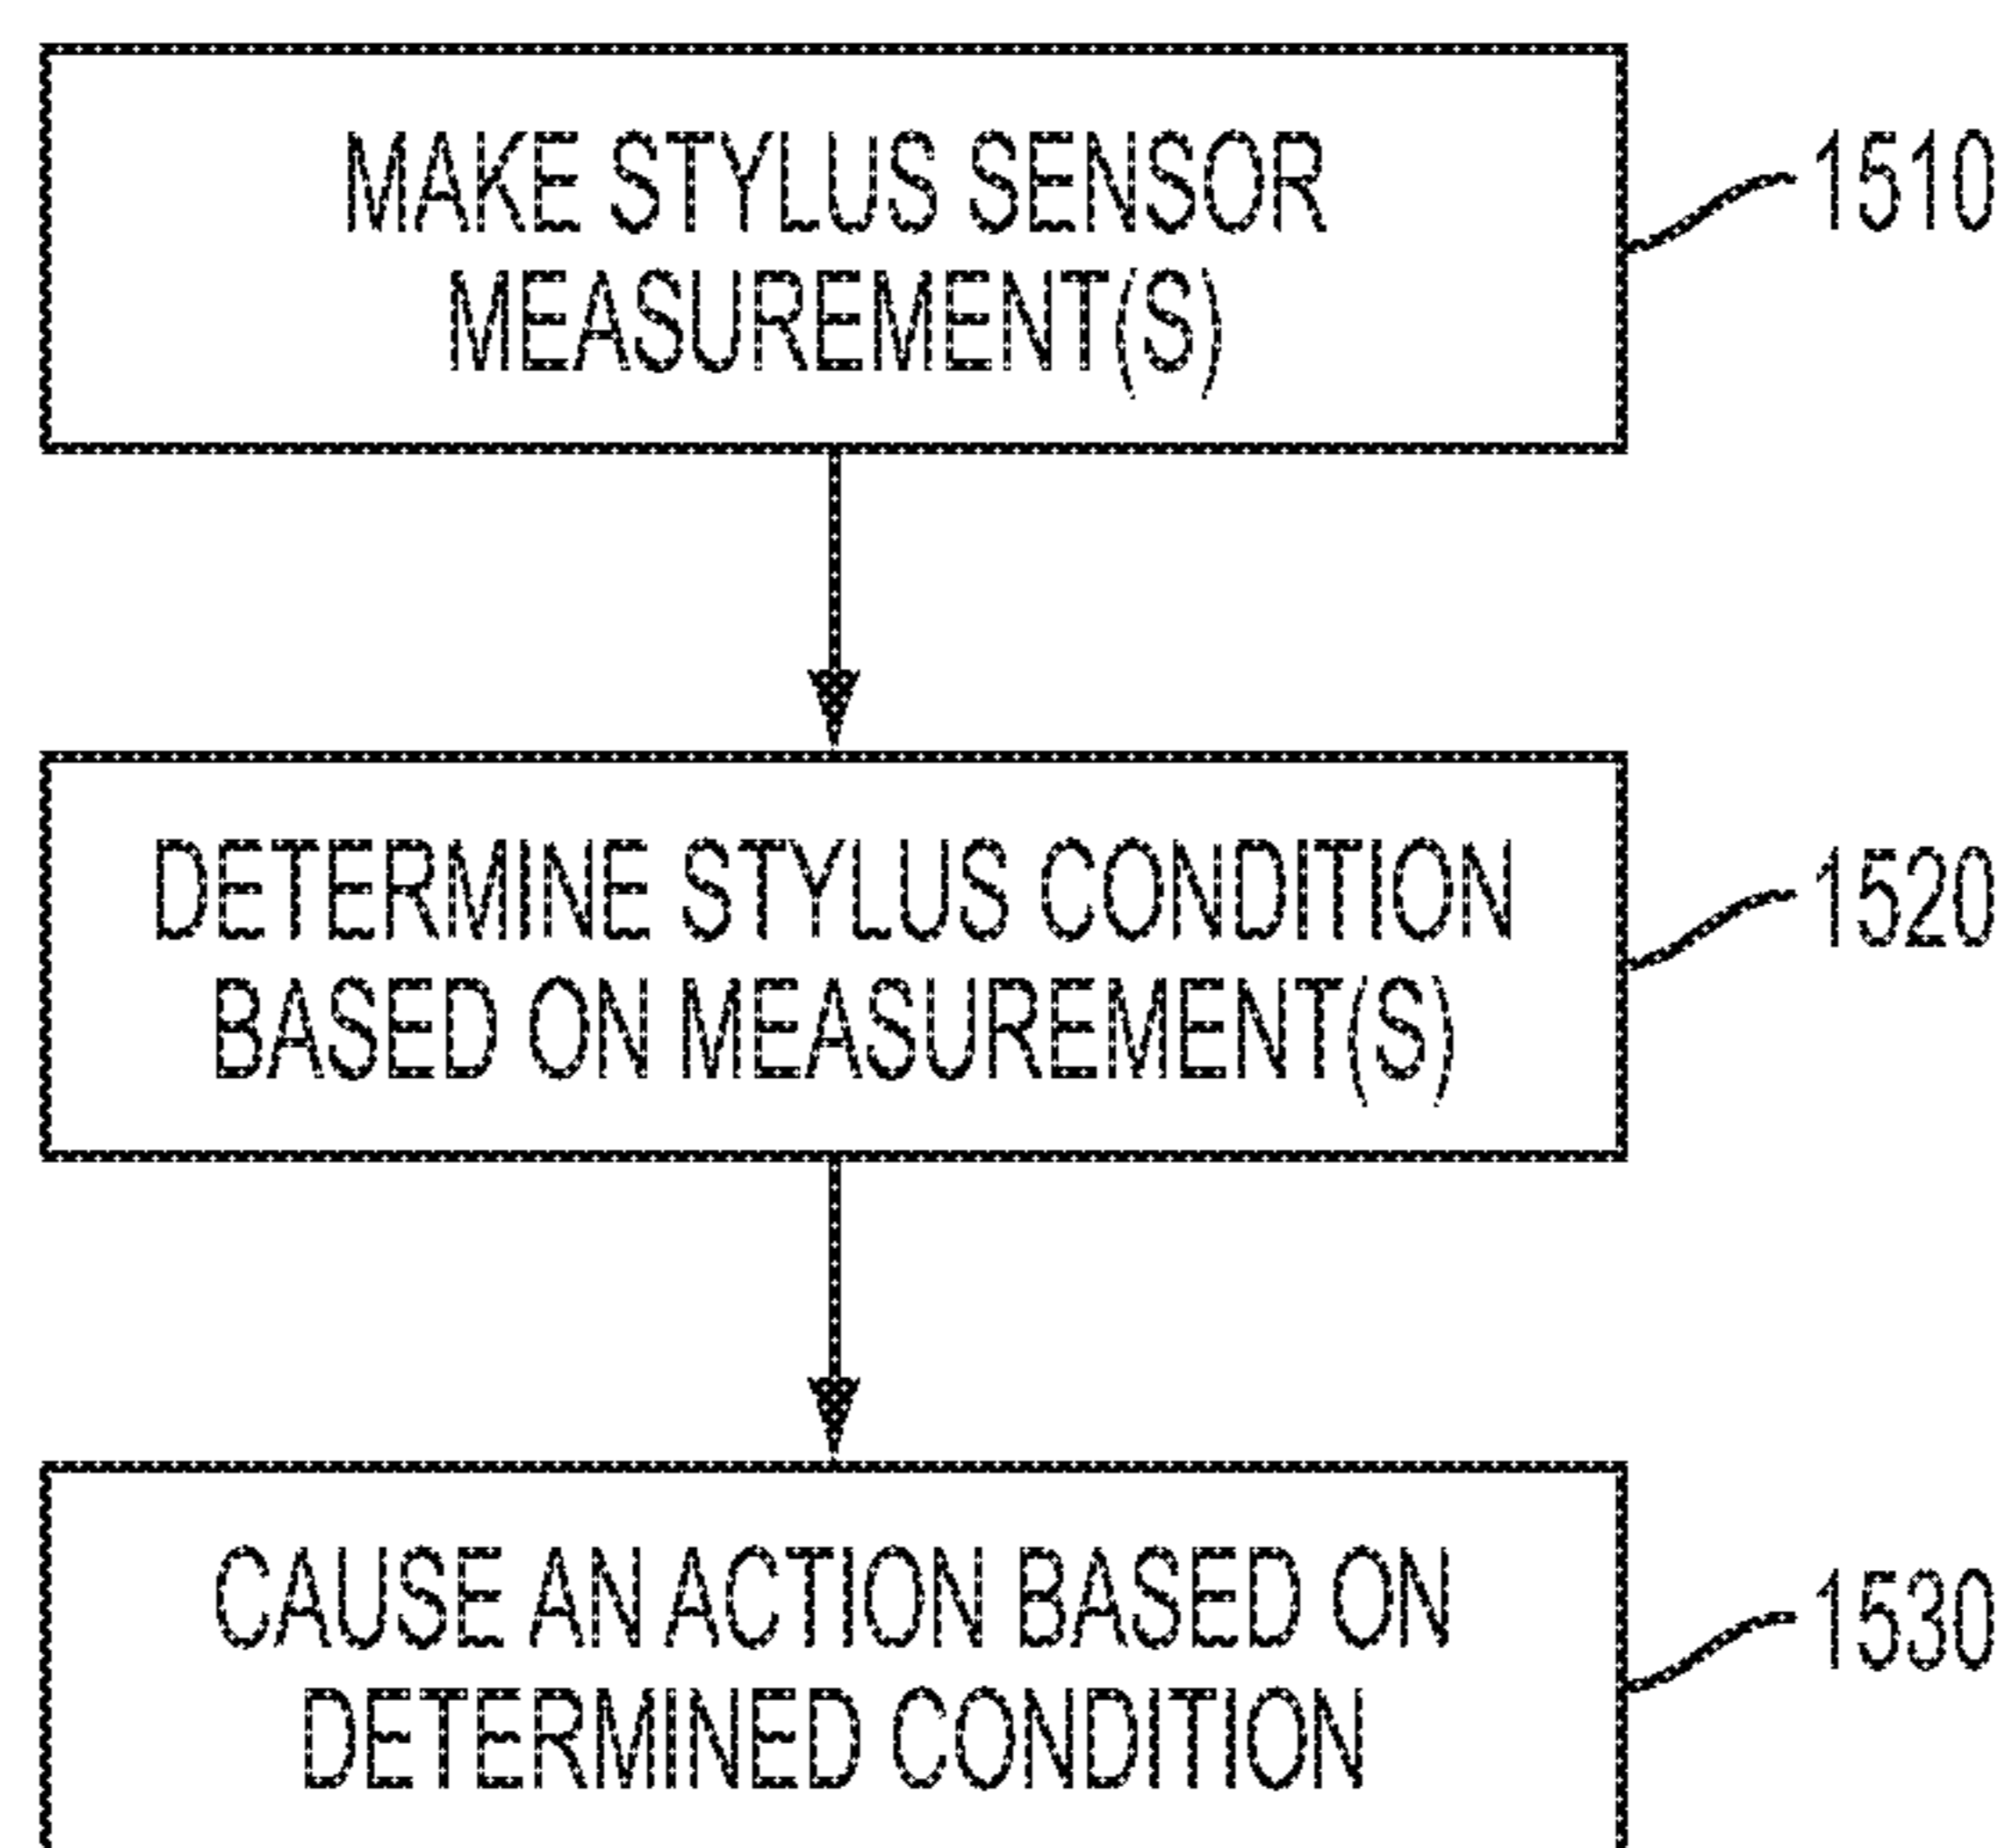 MAKE STYLUS SENSOR
MEASUREMENT(S)
1510
DETERMINE STYLUS CONDITION
BASED ON MEASUREMENT(S)
1520
CAUSE AN ACTION BASED ON
DETERMINED CONDITION
1530